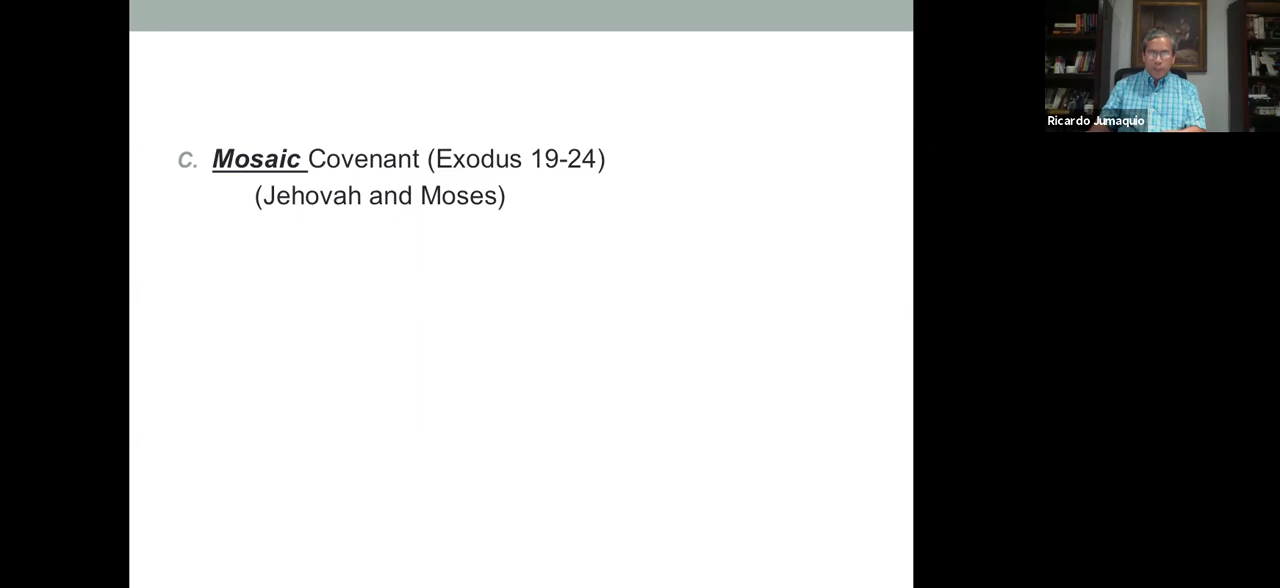 C. Mosaic Covenant (Exodus 19-24)
(Jehovah and Moses)
Ricardo Jumaquio